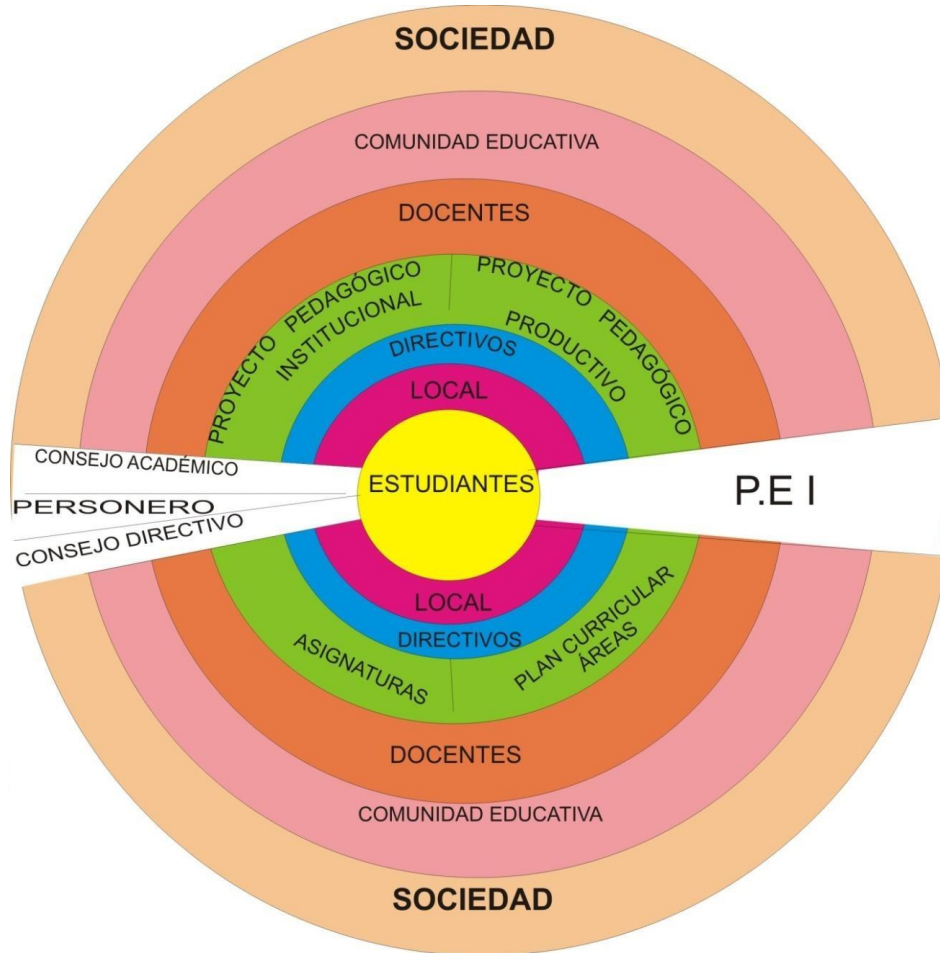 SOCIEDAD
COMUNIDAD EDUCATIVA
DOCENTES
PROYECTO PEDAGÓGICO
INSTITUCIONAL
PROYECTO PEDAGÓGICO
PRODUCTIVO
DIRECTIVOS
LOCAL
ESTUDIANTES
CONSEJO ACADÉMICO
PERSONERO
CONSEJO DIRECTIVO
P.E I
LOCAL
DIRECTIVOS
ASIGNATURAS
PLAN CURRICULAR
ÁREAS
DOCENTES
COMUNIDAD EDUCATIVA
SOCIEDAD